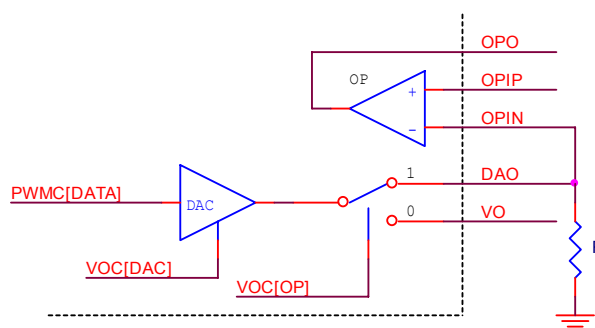 OPO
OP
OPIP
+
OPIN
-
1
DAO
PWMC[DATA]
DAC
0
VO
VOC[DAC]
VOC[OP]